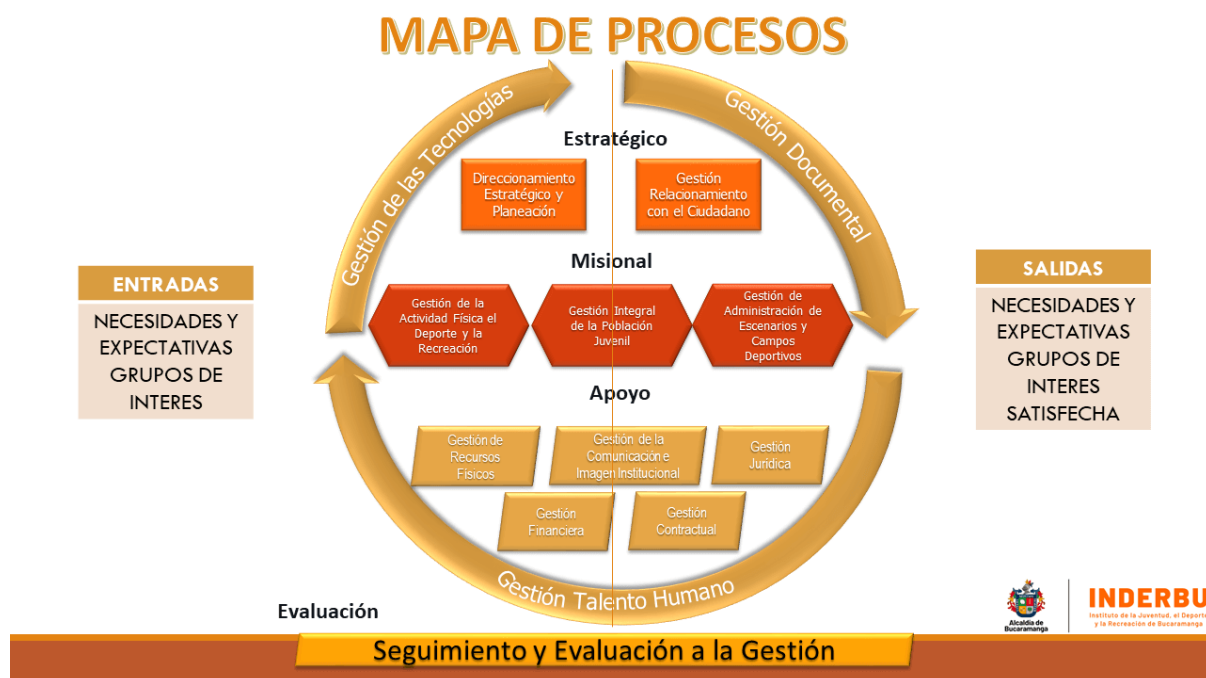 MAPA DE PROCESOS
Gestión de las Tecnologías
Gestión Documental
Estratégico
Direccionamiento
Estratégico y
Planeación
Gestión
Relacionamiento
con el Ciudadano
Misional
Gestión de la
Actividad Física el
Deporte y la
Recreación
Gestión Integral
de la Población
Juvenil
Gestión de
Administración de
Escenarios y
Campos
Deportivos
ENTRADAS
NECESIDADES Y
EXPECTATIVAS
GRUPOS DE
INTERES
SALIDAS
NECESIDADES Y
EXPECTATIVAS
GRUPOS DE
INTERES
SATISFECHA
Apoyo
Gestión de
Recursos
Físicos
Gestión de la
Comunicación e
Imagen Institucional
Gestión
Jurídica
Gestión
Financiera
Gestión
Contractual
Gestión Talento Humano
Evaluación
Seguimiento y Evaluación a la Gestión
Alcaldía de
Bucaramanga
INDERBU
Instituto de la Juventud, el Deporte
y la Recreación de Bucaramanga